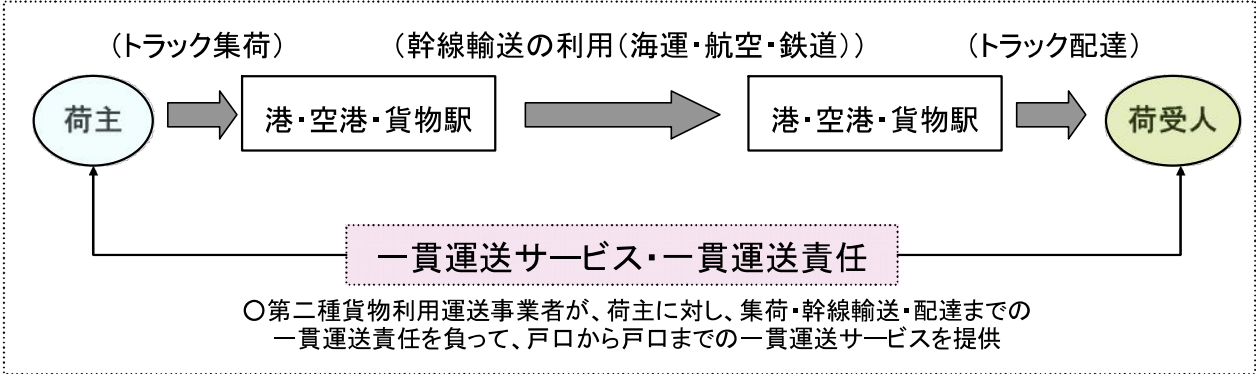 (トラック集荷)
(幹線輸送の利用(海運・航空・鉄道))
(トラック配達)
荷主
港・空港・貨物駅
港・空港・貨物駅
荷受人
一貫運送サービス・一貫運送責任
○第二種貨物利用運送事業者が、荷主に対し、集荷・幹線輸送・配達までの
一貫運送責任を負って、戸口から戸口までの一貫運送サービスを提供